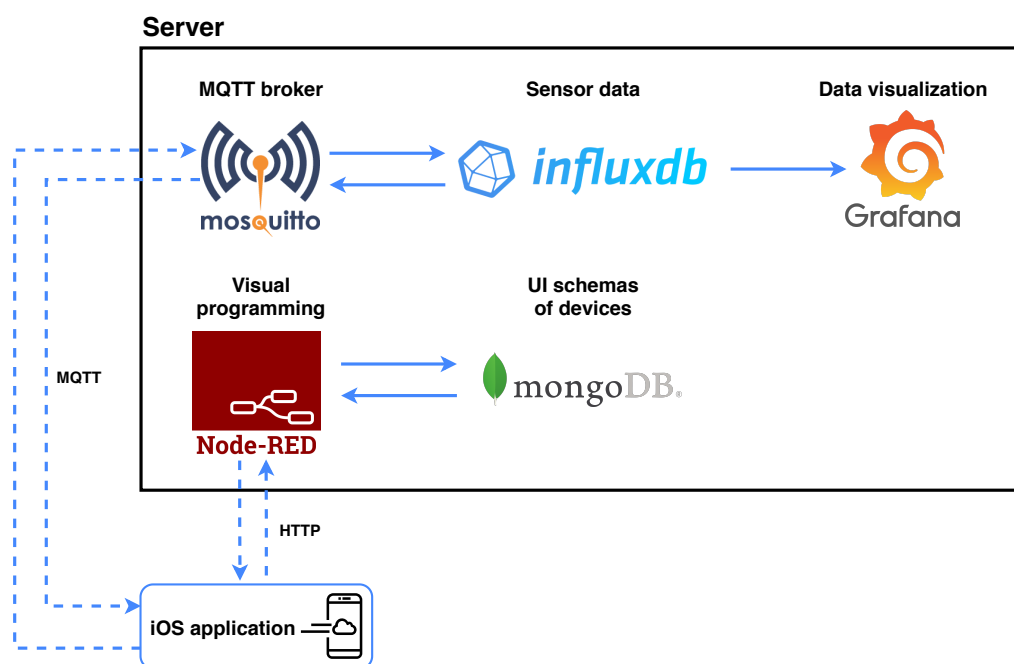 Server
MQTT broker
Sensor data
Data visualization
mosquitto
influxdb
Grafana
Visual
programming
UI schemas
of devices
mongoDB®
Node-RED
MQTT
HTTP
iOS application